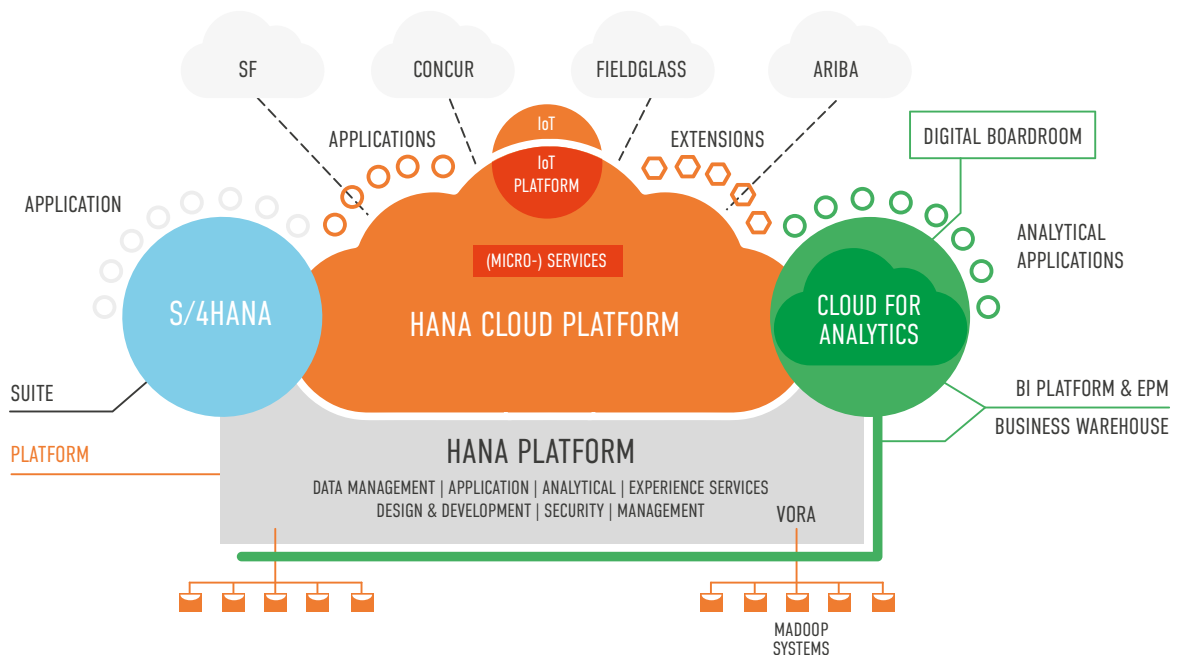 SF
CONCUR
FIELDGLASS
ARIBA
IoT
APPLICATIONS
EXTENSIONS
DIGITAL BOARDROOM
IoT
PLATFORM
APPLICATION
ANALYTICAL
APPLICATIONS
(MICRO-) SERVICES
S/4HANA
HANA CLOUD PLATFORM
CLOUD FOR
ANALYTICS
SUITE
BI PLATFORM & EPM
BUSINESS WAREHOUSE
PLATFORM
HANA PLATFORM
DATA MANAGEMENT | APPLICATION | ANALYTICAL | EXPERIENCE SERVICES
DESIGN & DEVELOPMENT | SECURITY | MANAGEMENT
VORA
MADOOP
SYSTEMS